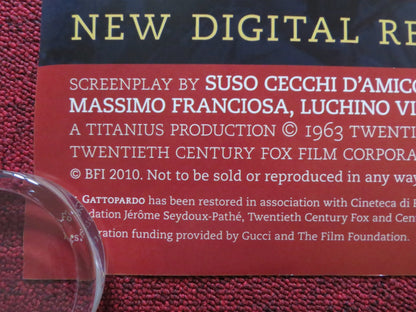 NEW DIGITAL RE
SCREENPLAY BY SUSO CECCHI D'AMICO
MASSIMO FRANCIOSA, LUCHINO VI
A TITANIUS PRODUCTION © 1963 TWENTI
TWENTIETH CENTURY FOX FILM CORPORA
© BFI 2010. Not to be sold or reproduced in any way
GATTOPARDO has been restored in association with Cineteca di
dation Jérôme Seydoux-Pathé, Twentieth Century Fox and Cent
ration funding provided by Gucci and The Film Foundation.